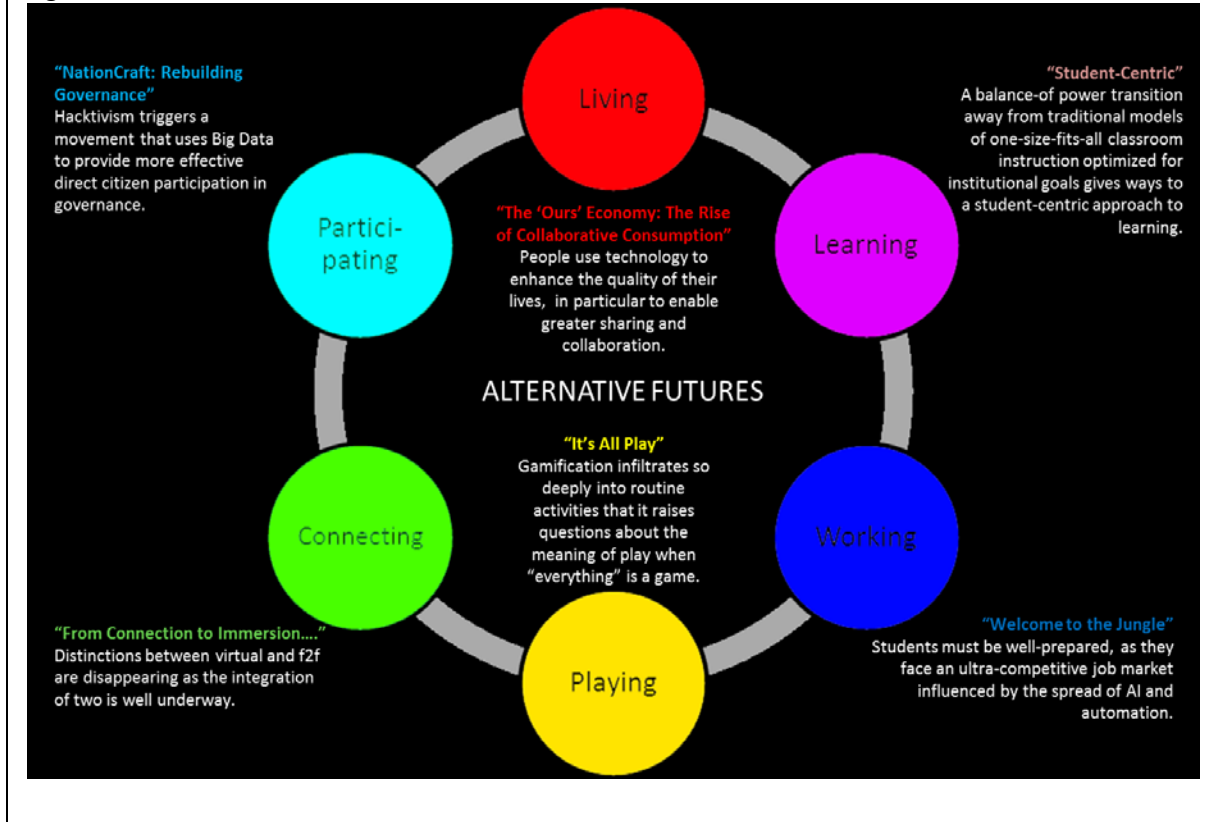 “NationCraft: Rebuilding
Governance”
Hacktivism triggers a
movement that uses Big Data
to provide more effective
direct citizen participation in
governance.
Living
“Student-Centric”
A balance-of power transition
away from traditional models
of one-size-fits-all classroom
instruction optimized for
institutional goals gives ways to
a student-centric approach to
learning.
Partici-
pating
“The ‘Ours’ Economy: The Rise
of Collaborative Consumption”
People use technology to
enhance the quality of their
lives,  in particular to enable
greater sharing and
collaboration.
Learning
ALTERNATIVE FUTURES
“It’s All Play”
Gamification infiltrates so
deeply into routine
activities that it raises
questions about the
meaning of play when
“everything” is a game.
Connecting
Working
“From Connection to Immersion....”
Distinctions between virtual and f2f
are disappearing as the integration
of two is well underway.
Playing
“Welcome to the Jungle”
Students must be well-prepared, as they
face an ultra-competitive job market
influenced by the spread of AI and
automation.